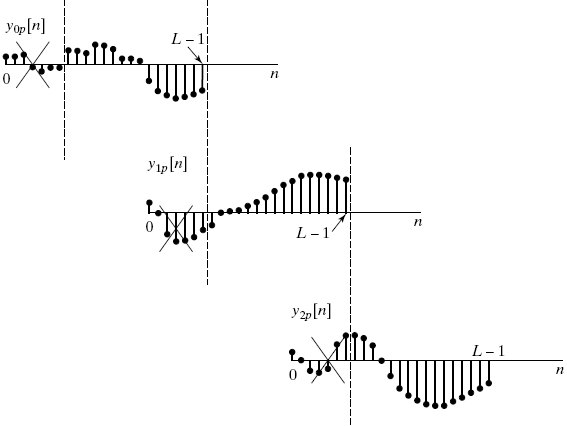 y₀ₚ[n]
L – 1
0
n
y₁ₚ[n]
0
L – 1
n
y₂ₚ[n]
L – 1
0
n